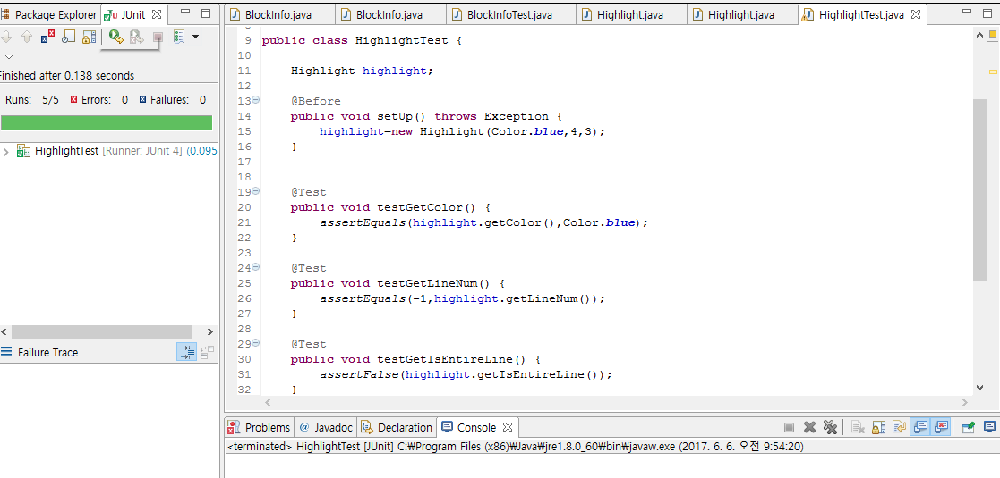 Package Explorer JUnit
Finished after 0.138 seconds
Runs: 5/5 Errors: 0 Failures: 0
HighlightTest [Runner: JUnit 4] (0.095
Failure Trace
BlockInfo.java BlockInfo.java BlockInfoTest.java Highlight.java Highlight.java HighlightTest.java
9 public class HighlightTest {
10
11 Highlight highlight;
12
13 @Before
14 public void setUp() throws Exception {
15 highlight=new Highlight(Color.blue,4,3);
16 }
17
18
19 @Test
20 public void testGetColor() {
21 assertEquals(highlight.getColor(),Color.blue);
22 }
23
24 @Test
25 public void testGetLineNum() {
26 assertEquals(-1,highlight.getLineNum());
27 }
28
29 @Test
30 public void testGetIsEntireLine() {
31 assertFalse(highlight.getIsEntireLine());
32 }
Problems @ Javadoc Declaration Console
<terminated> HighlightTest [JUnit] C:₩Program Files (x86)₩Java₩jre1.8.0_60₩bin₩javaw.exe (2017. 6. 6. 오전 9:54:20)